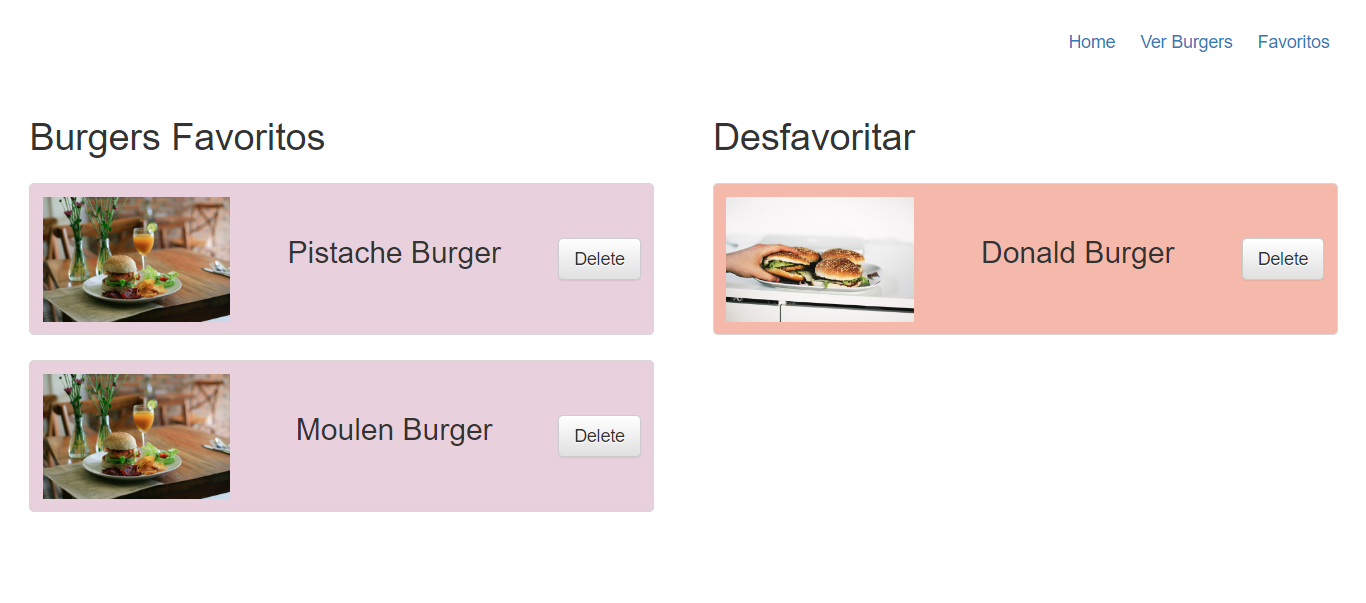 Home Ver Burgers Favoritos
Burgers Favoritos
Pistache Burger Delete
Moulen Burger Delete
Desfavoritar
Donald Burger Delete